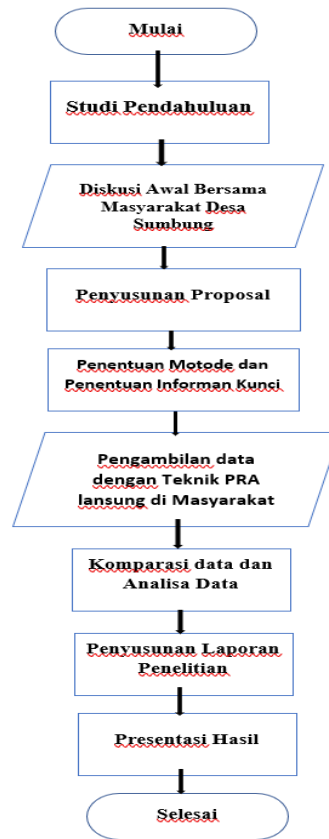 Mulai
Studi Pendahuluan
Diskusi Awal Bersama
Masyarakat Desa
Sumbung
Penyusunan Proposal
Penentuan Motode dan
Penentuan Informan Kunci
Pengambilan data
dengan Teknik PRA
lansung di Masyarakat
Komparasi data dan
Analisa Data
Penyusunan Laporan
Penelitian
Presentasi Hasil
Selesai